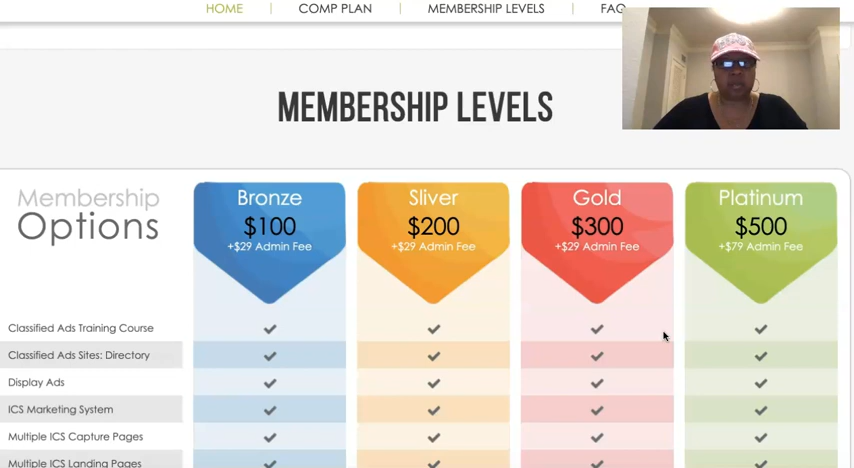 HOME | COMP PLAN | MEMBERSHIP LEVELS | FAQ
MEMBERSHIP LEVELS
Membership
Options
Bronze
$100
+$29 Admin Fee
Sliver
$200
+$29 Admin Fee
Gold
$300
+$29 Admin Fee
Platinum
$500
+$79 Admin Fee
Classified Ads Training Course
Classified Ads Sites: Directory
Display Ads
ICS Marketing System
Multiple ICS Capture Pages
Multiple ICS Landing Pages